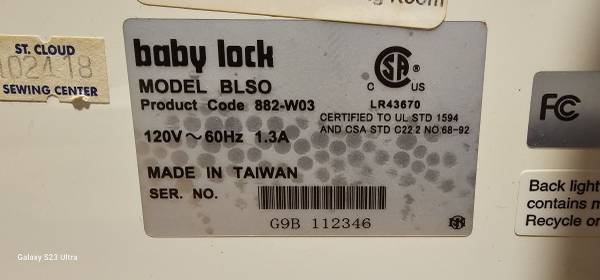 g Room
ST. CLOUD
102418
SEWING CENTER
baby lock
MODEL BLSO
Product Code 882-W03
120V ~ 60Hz 1.3A
MADE IN TAIWAN
SER. NO.
G9B 112346
CSA ®
C US
LR43670
CERTIFIED TO UL STD 1594
AND CSA STD C22 2 NO 68-92
FC
Back light
contains m
Recycle or
Galaxy S23 Ultra